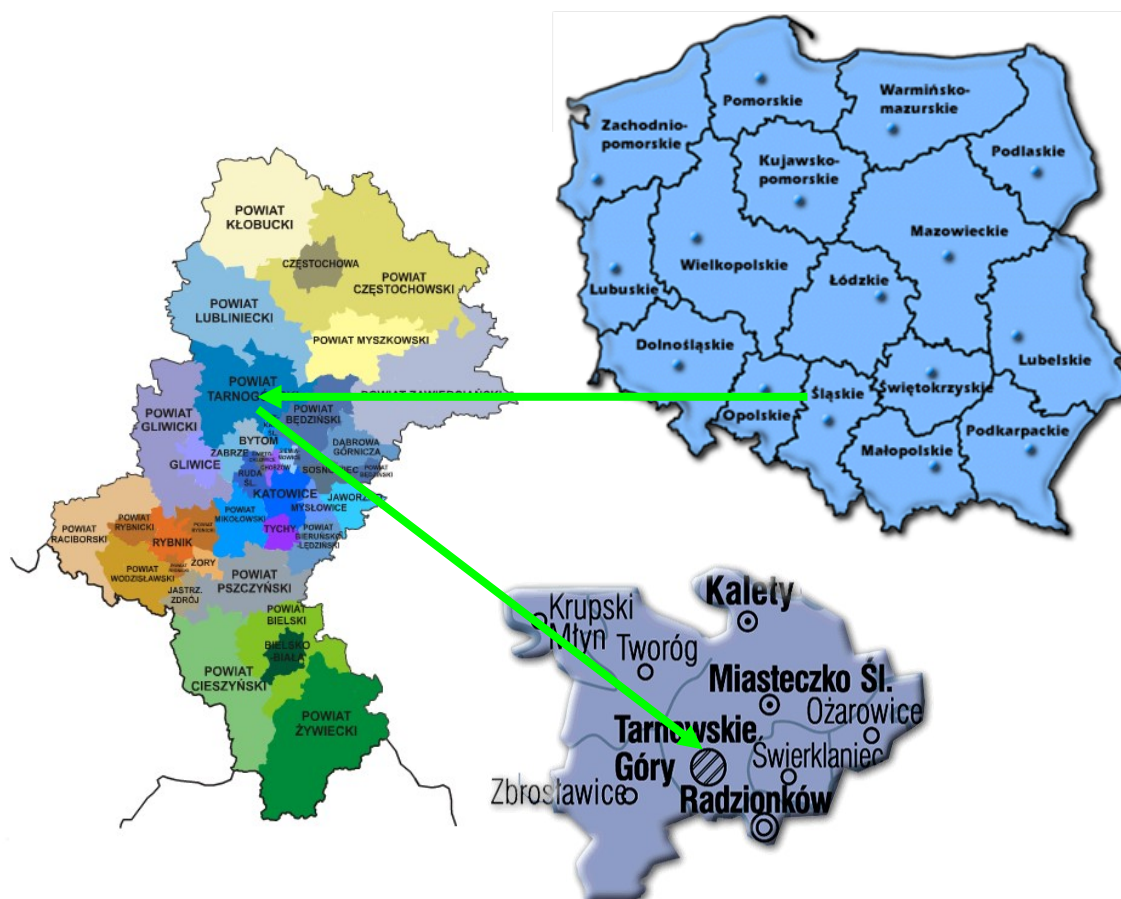 Pomorskie
Warmińsko-
mazurskie
Zachodnio-
pomorskie
Podlaskie
Kujawsko-
pomorskie
Mazowieckie
Wielkopolskie
Łódzkie
Lubuskie
Dolnośląskie
Lubelskie
Świętokrzyskie
Śląskie
Opolskie
Podkarpackie
Małopolskie
POWIAT
KŁOBUCKI
CZĘSTOCHOWA
POWIAT
CZĘSTOCHOWSKI
POWIAT
LUBLINIECKI
POWIAT MYSZKOWSKI
POWIAT
POWIAT
BĘDZIŃSKI
POWIAT
GLIWICKI
BYTOM
DĄBROWA
GÓRNICZA
ZABRZE
GLIWICE
CHORZÓW
RUDA
ŚL.
KATOWICE
MYSŁOWICE
POWIAT
MIKOŁOWSKI
TYCHY
POWIAT
BIERUŃSKO
-LĘDZIŃSKI
POWIAT
RACIBORSKI
POWIAT
RYBNICKI
RYBNIK
ŻORY
POWIAT
WODZISŁAWSKI
JASTRZ.
ZDRÓJ
POWIAT
PSZCZYŃSKI
POWIAT
BIELSKI
BIELSKO
-BIAŁA
POWIAT
CIESZYŃSKI
POWIAT
ŻYWIECKI
Krupski
Młyn
Kalety
Tworóg
Miasteczko Śl.
Ożarowice
Tarnowskie
Góry
Świerklaniec
Zbrosławice
Radzionków